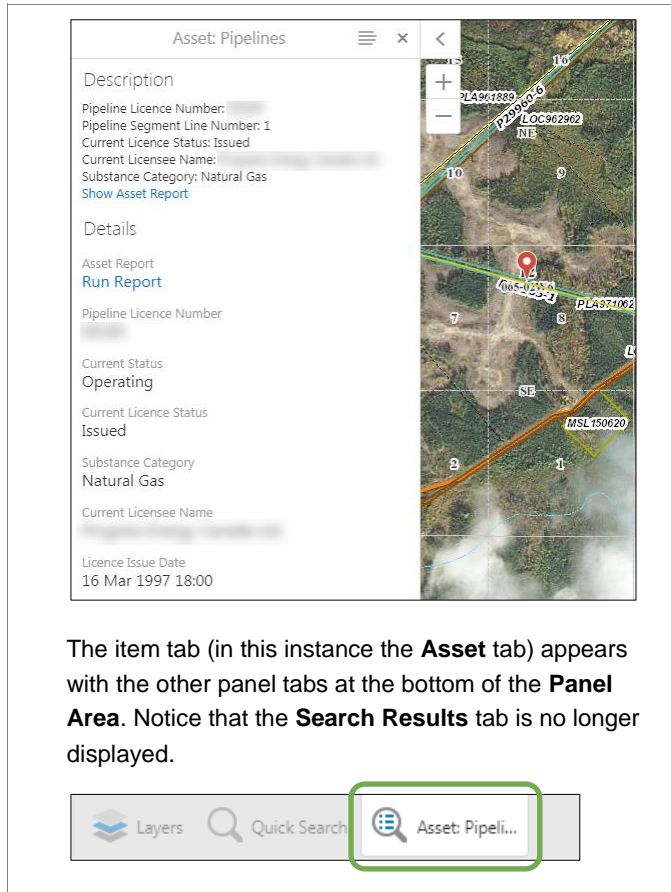 Asset: Pipelines
Description
Pipeline Licence Number:
Pipeline Segment Line Number: 1
Current Licence Status: Issued
Current Licensee Name:
Substance Category: Natural Gas
Show Asset Report
Details
Asset Report
Run Report
Pipeline Licence Number
Current Status
Operating
Current Licence Status
Issued
Substance Category
Natural Gas
Current Licensee Name
Licence Issue Date
16 Mar 1997 18:00
15
16
PLA961889
P29960-6
LOC962962
NE
10
9
065-02W6
PLA971062
7
8
SE
MSL150620
2
1
The item tab (in this instance the Asset tab) appears
with the other panel tabs at the bottom of the Panel
Area. Notice that the Search Results tab is no longer
displayed.
Layers
Quick Search
Asset: Pipeli...